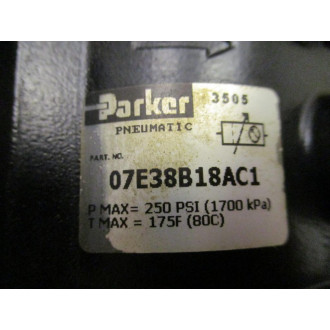 Parker 3505
PNEUMATIC
PART. NO.
07E38B18AC1
P MAX = 250 PSI (1700 kPa)
T MAX = 175F (80C)